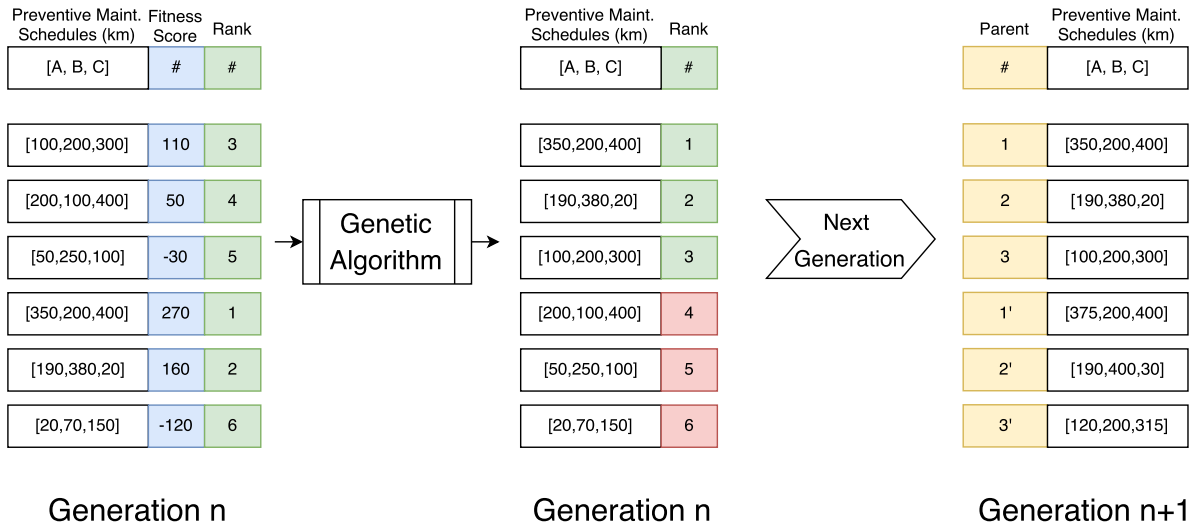 Preventive Maint.
Schedules (km)
Fitness
Score
Rank
[A, B, C]
#
#
[100,200,300]
110
3
[200,100,400]
50
4
[50,250,100]
-30
5
[350,200,400]
270
1
[190,380,20]
160
2
[20,70,150]
-120
6
Generation n
Genetic
Algorithm
Preventive Maint.
Schedules (km)
Rank
[A, B, C]
#
[350,200,400]
1
[190,380,20]
2
[100,200,300]
3
[200,100,400]
4
[50,250,100]
5
[20,70,150]
6
Generation n
Next
Generation
Parent
Preventive Maint.
Schedules (km)
#
[A, B, C]
1
[350,200,400]
2
[190,380,20]
3
[100,200,300]
1'
[375,200,400]
2'
[190,400,30]
3'
[120,200,315]
Generation n+1